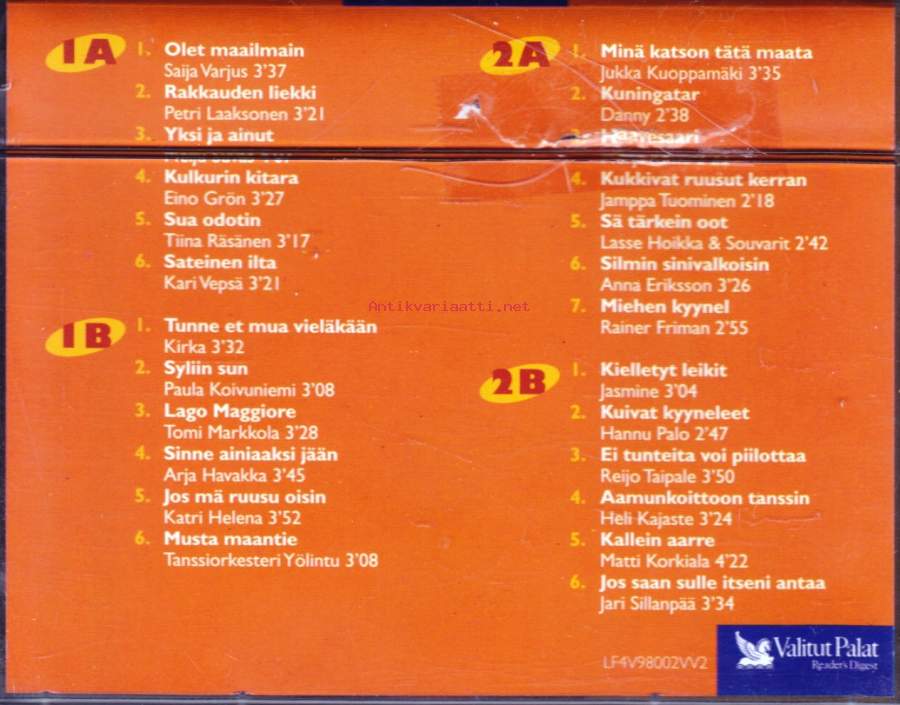 1A
1. Olet maailmain
Saija Varjus 3'37
2. Rakkauden liekki
Petri Laaksonen 3'21
3. Yksi ja ainut
4. Kulkurin kitara
Eino Grön 3'27
5. Sua odotin
Tiina Räsänen 3'17
6. Sateinen ilta
Kari Vepsä 3'21
1B
1. Tunne et mua vieläkään
Kirka 3'32
2. Syliin sun
Paula Koivuniemi 3'08
3. Lago Maggiore
Tomi Markkola 3'28
4. Sinne ainiaaksi jään
Arja Havakka 3'45
5. Jos mä ruusu oisin
Katri Helena 3'52
6. Musta maantie
Tanssiorkesteri Yölintu 3'08
2A
1. Minä katson tätä maata
Jukka Kuoppamäki 3'35
2. Kuningatar
Danny 2'38
4. Kukkivat ruusut kerran
Jamppa Tuominen 2'18
5. Sä tärkein oot
Lasse Hoikka & Souvarit 2'42
6. Silmin sinivalkoisin
Anna Eriksson 3'26
7. Miehen kyynel
Rainer Friman 2'55
2B
1. Kielletyt leikit
Jasmine 3'04
2. Kuivat kyyneleet
Hannu Palo 2'47
3. Ei tunteita voi piilottaa
Reijo Taipale 3'50
4. Aamunkoittoon tanssin
Heli Kajaste 3'24
5. Kallein aarre
Matti Korkiala 4'22
6. Jos saan sulle itseni antaa
Jari Sillanpää 3'34
Antikvariaatti.net
LF4V98002VV2
Valitut Palat
Reader's Digest